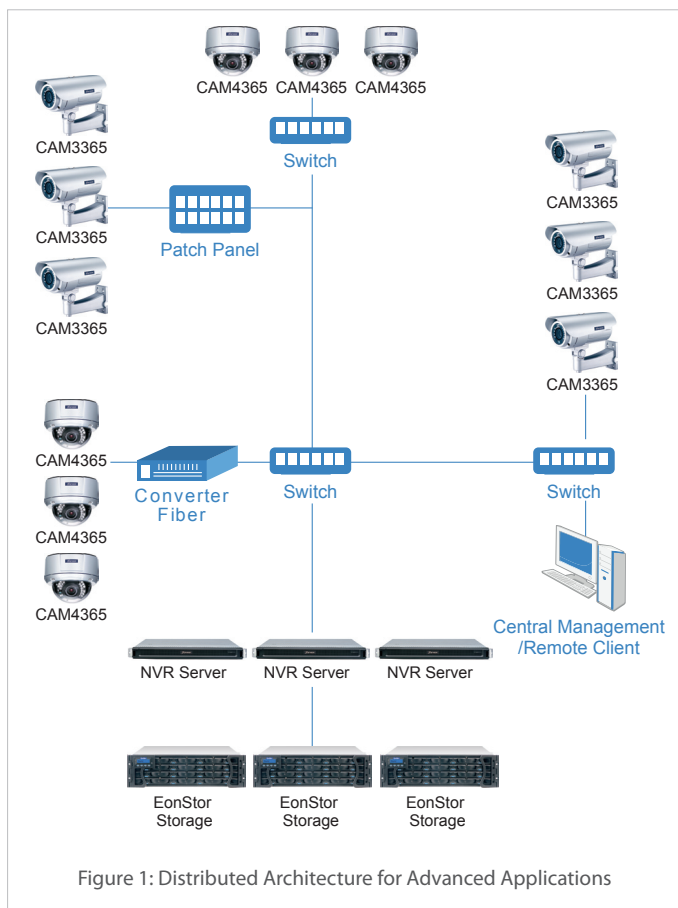 CAM4365 CAM4365 CAM4365
CAM3365
Switch
CAM3365
CAM3365
Patch Panel
CAM3365
CAM3365
CAM3365
CAM4365
CAM4365
CAM4365
Converter
Fiber
Switch
Switch
Central Management
/Remote Client
NVR Server NVR Server NVR Server
EonStor
Storage
EonStor
Storage
EonStor
Storage
Figure 1: Distributed Architecture for Advanced Applications